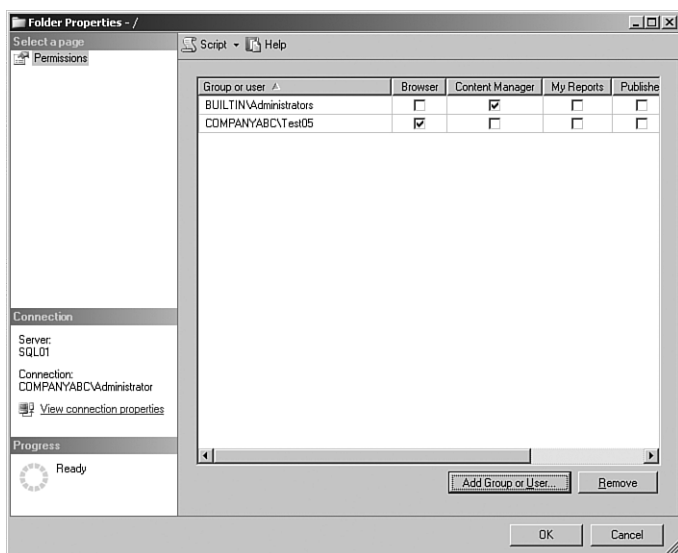 Folder Properties - /
Select a page
Permissions
Script Help
Group or user Browser Content Manager My Reports Publishe
BUILTIN\Administrators
COMPANYABC\Test05
Connection
Server:
SQL01
Connection:
COMPANYABC\Administrator
View connection properties
Progress
Ready
Add Group or User... Remove
OK Cancel